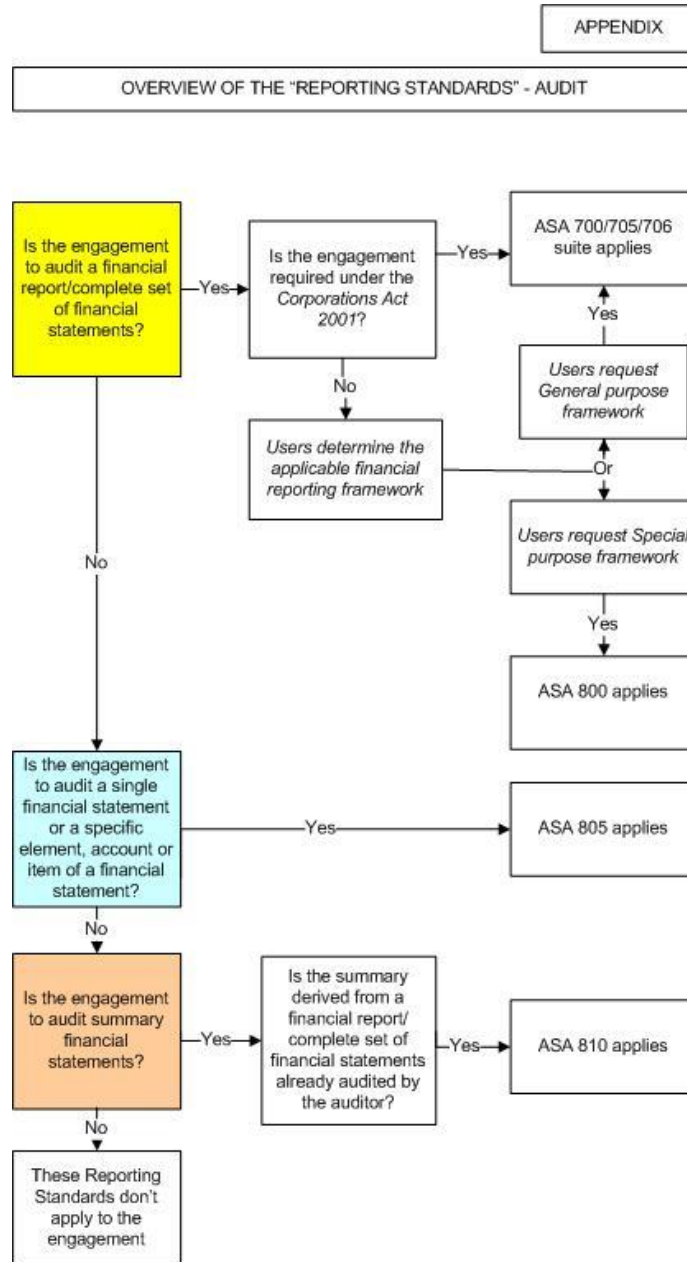 APPENDIX
OVERVIEW OF THE "REPORTING STANDARDS" - AUDIT
Is the engagement
to audit a financial
report/complete set
of financial
statements?
Yes
Is the engagement
required under the
Corporations Act
2001?
Yes
ASA 700/705/706
suite applies
Yes
Users request
General purpose
framework
No
Users determine the
applicable financial
reporting framework
Or
Users request Special
purpose framework
Yes
ASA 800 applies
No
Is the engagement
to audit a single
financial statement
or a specific
element, account or
item of a financial
statement?
Yes
ASA 805 applies
No
Is the engagement
to audit summary
financial
statements?
Yes
Is the summary
derived from a
financial report/
complete set of
financial statements
already audited by
the auditor?
Yes
ASA 810 applies
No
These Reporting
Standards don't
apply to the
engagement